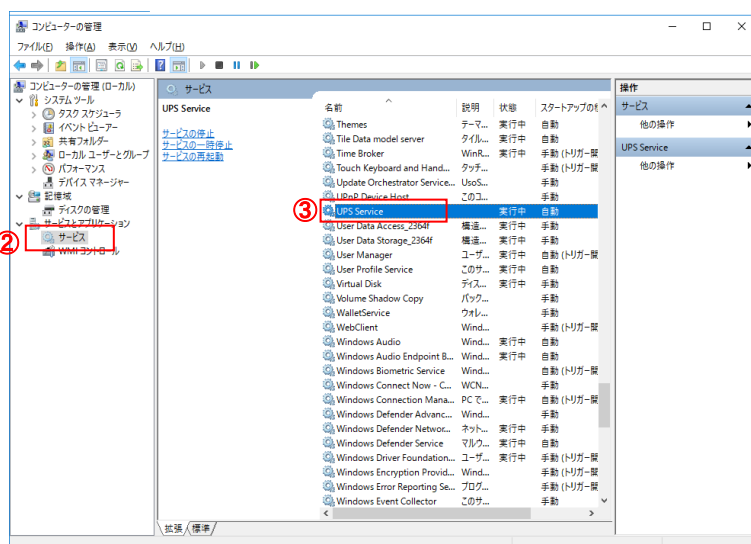 コンピューターの管理
ファイル(F) 操作(A) 表示(V) ヘルプ(H)
コンピューターの管理 (ローカル)
システム ツール
タスク スケジューラ
イベント ビューアー
共有フォルダー
ローカル ユーザーとグループ
パフォーマンス
デバイス マネージャー
記憶域
ディスクの管理
サービスとアプリケーション
② サービス
WMI コントロール
サービス
UPS Service
サービスの停止
サービスの一時停止
サービスの再起動
名前 説明 状態 スタートアップの種
Themes テーマ... 実行中 自動
Tile Data model server タイル... 実行中 自動
Time Broker WinR... 実行中 手動 (トリガー開
Touch Keyboard and Hand... タッチ... 手動 (トリガー開
Update Orchestrator Service... UsoS... 手動
UPnP Device Host このコ... 手動
③ UPS Service 実行中 自動
User Data Access_2364f 構造... 実行中 手動
User Data Storage_2364f 構造... 実行中 手動
User Manager ユーザ... 実行中 自動 (トリガー開
User Profile Service このサ... 実行中 自動
Virtual Disk ディス... 実行中 手動
Volume Shadow Copy バック... 手動
WalletService ウォレ... 手動
WebClient Wind... 手動 (トリガー開
Windows Audio Wind... 実行中 自動
Windows Audio Endpoint B... Wind... 実行中 自動
Windows Biometric Service Wind... 自動 (トリガー開
Windows Connect Now - C... WCN... 手動
Windows Connection Mana... PC で... 実行中 自動 (トリガー開
Windows Defender Advanc... Wind... 手動
Windows Defender Networ... ネット... 実行中 手動
Windows Defender Service マルウ... 実行中 自動
Windows Driver Foundation... ユーザ... 実行中 手動 (トリガー開
Windows Encryption Provid... Wind... 手動 (トリガー開
Windows Error Reporting Se... プログ... 手動 (トリガー開
Windows Event Collector このサ... 手動
拡張 標準
操作
サービス
他の操作
UPS Service
他の操作